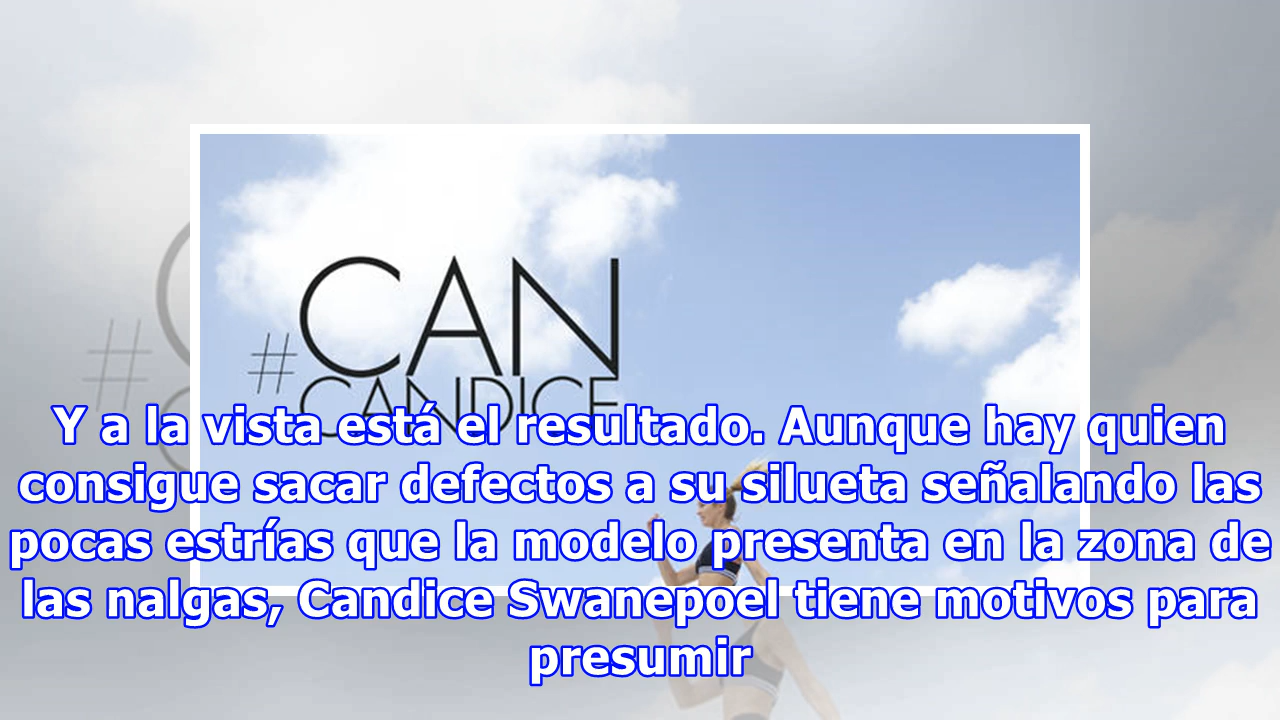 #CAN
CANDICE
Y a la vista está el resultado. Aunque hay quien
consigue sacar defectos a su silueta señalando las
pocas estrías que la modelo presenta en la zona de
las nalgas, Candice Swanepoel tiene motivos para
presumir